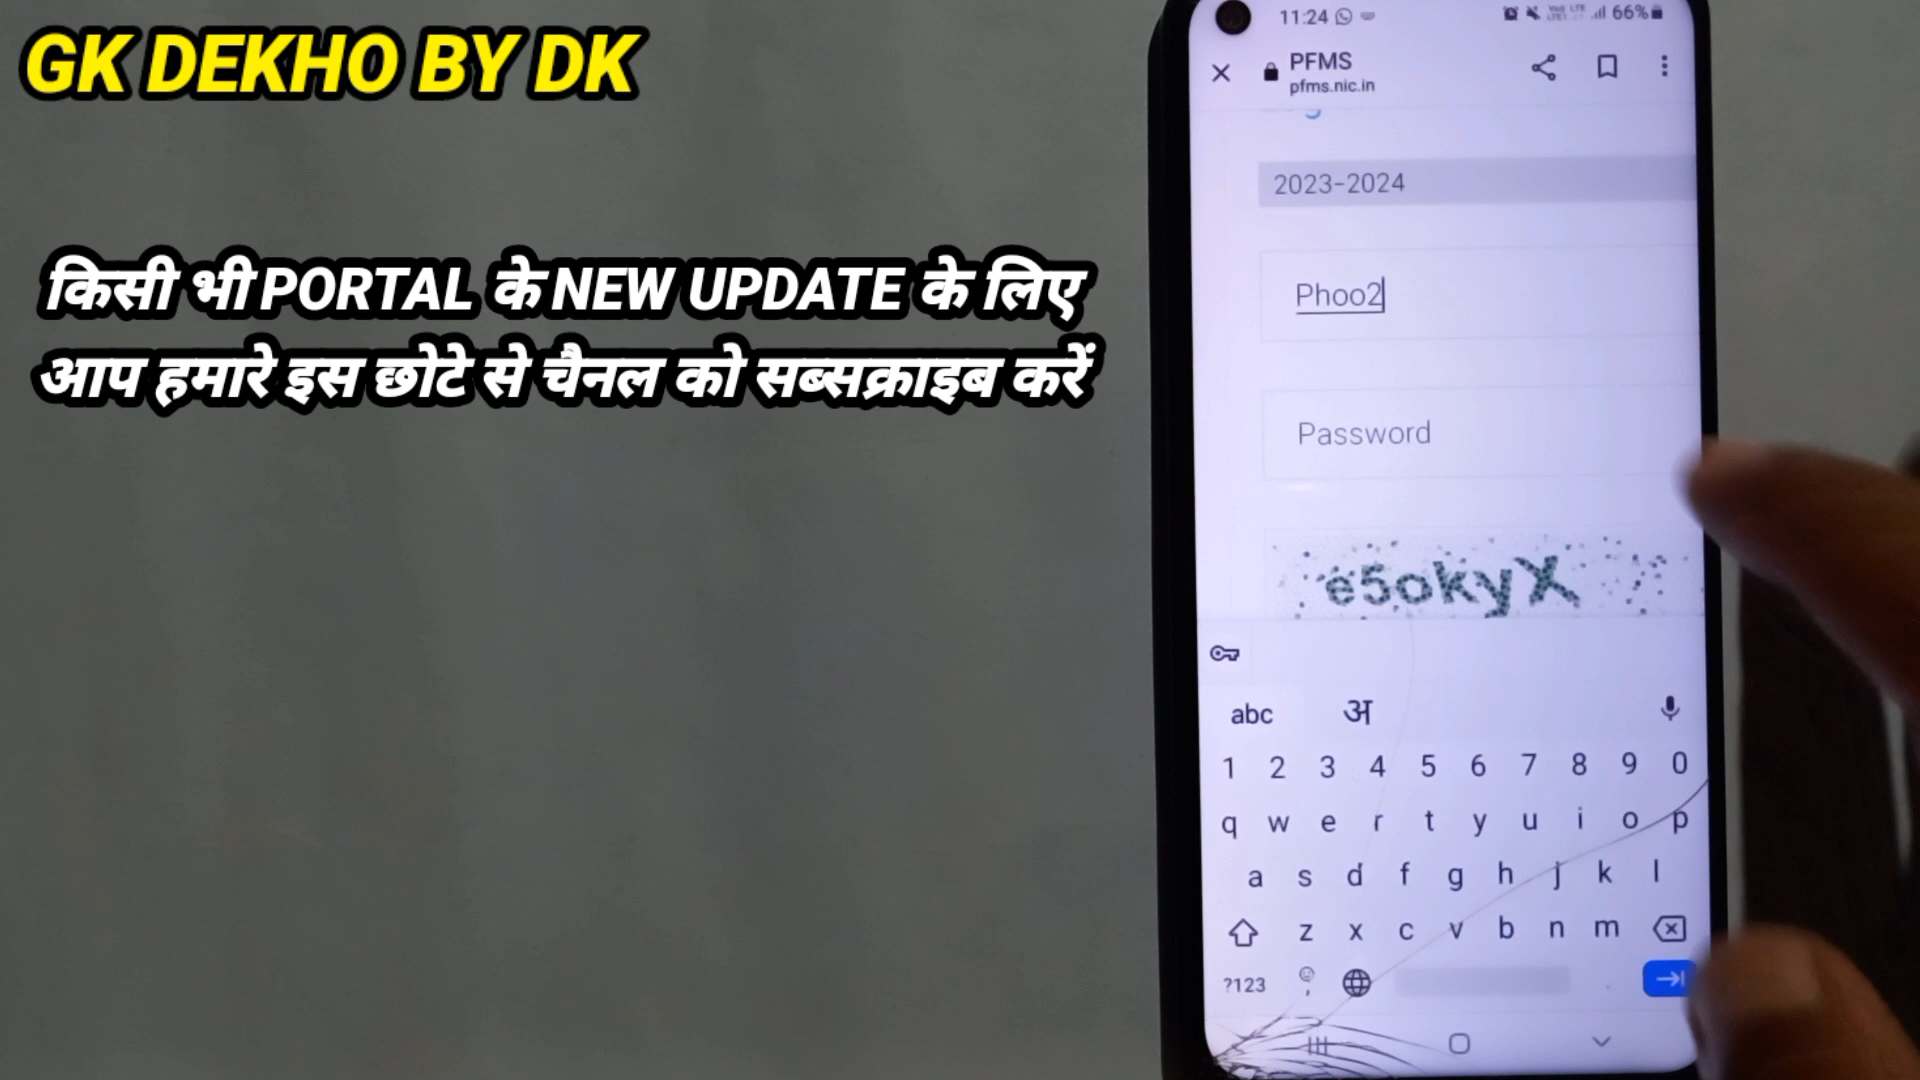 GK DEKHO BY DK
किसी भी PORTAL के NEW UPDATE के लिए
आप हमारे इस छोटे से चैनल को सब्सक्राइब करें
11:24
66%
PFMS
pfms.nic.in
2023-2024
Phoo2
Password
e5okyX
abc अ
1 2 3 4 5 6 7 8 9 0
q w e r t y u i o p
a s d f g h j k l
z x c v b n m
?123 , .